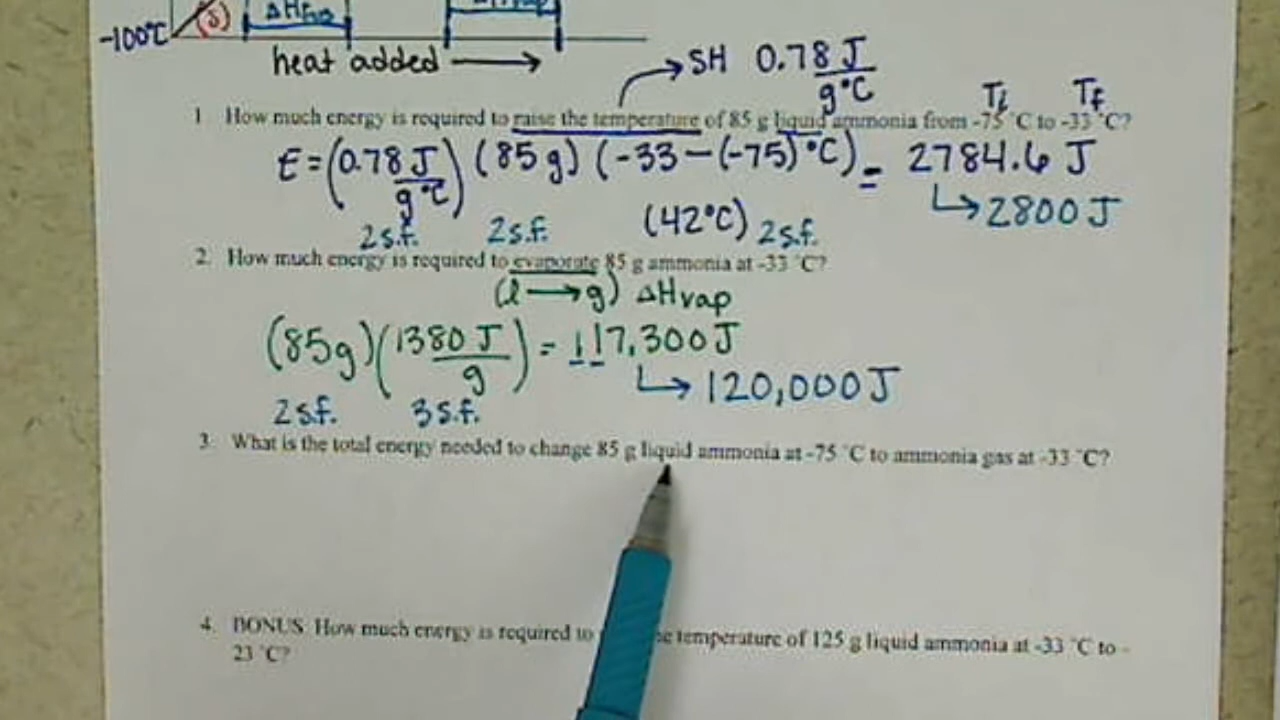 ΔHfus
-100°C (s)
heat added →
→ SH 0.78 J
g°C
Ti Tf
1 How much energy is required to raise the temperature of 85 g liquid ammonia from -75 °C to -33 °C?
E = (0.78 J / g°C) (85 g) (-33 - (-75) °C) = 2784.6 J
↳ 2800 J
(42°C)
2 s.f. 2 s.f. 2 s.f.
2. How much energy is required to evaporate 85 g ammonia at -33 °C?
(l → g) ΔHvap
(85g) (1380 J / g) = 117,300 J
↳ 120,000 J
2 s.f. 3 s.f.
3. What is the total energy needed to change 85 g liquid ammonia at -75 °C to ammonia gas at -33 °C?
4. BONUS: How much energy is required to temperature of 125 g liquid ammonia at -33 °C to -
23 °C?